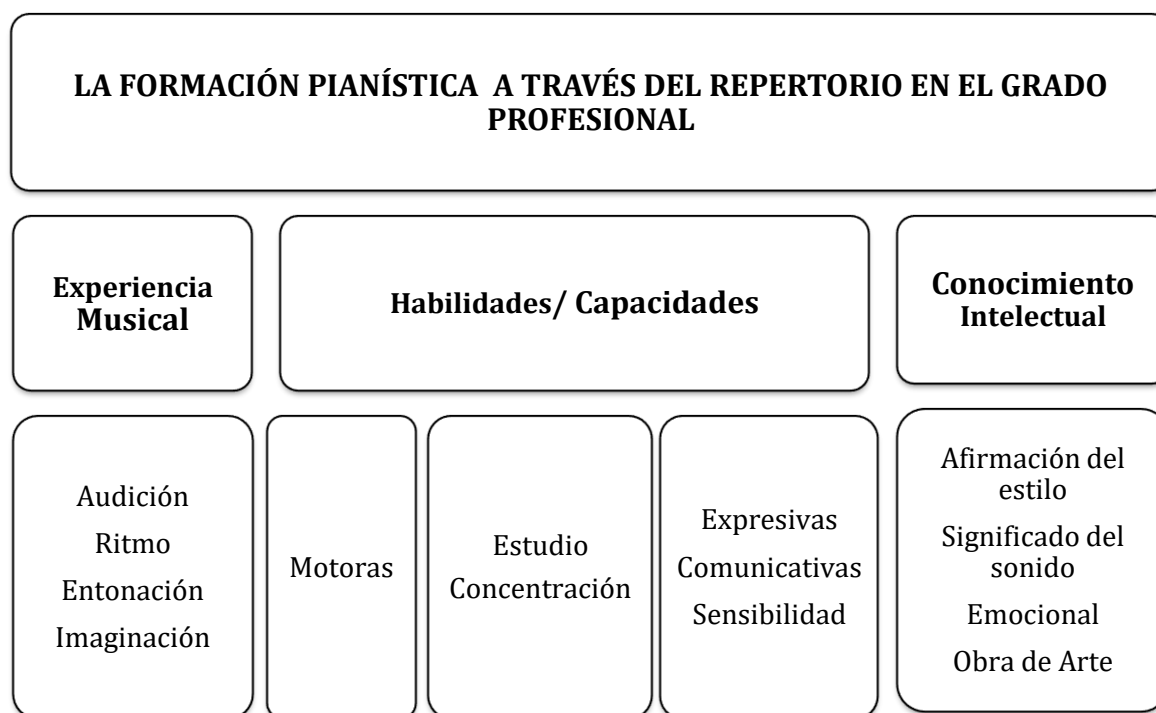 LA FORMACIÓN PIANÍSTICA A TRAVÉS DEL REPERTORIO EN EL GRADO
PROFESIONAL
Experiencia
Musical
Habilidades/ Capacidades
Conocimiento
Intelectual
Audición
Ritmo
Entonación
Imaginación
Motoras
Estudio
Concentración
Expresivas
Comunicativas
Sensibilidad
Afirmación del
estilo
Significado del
sonido
Emocional
Obra de Arte